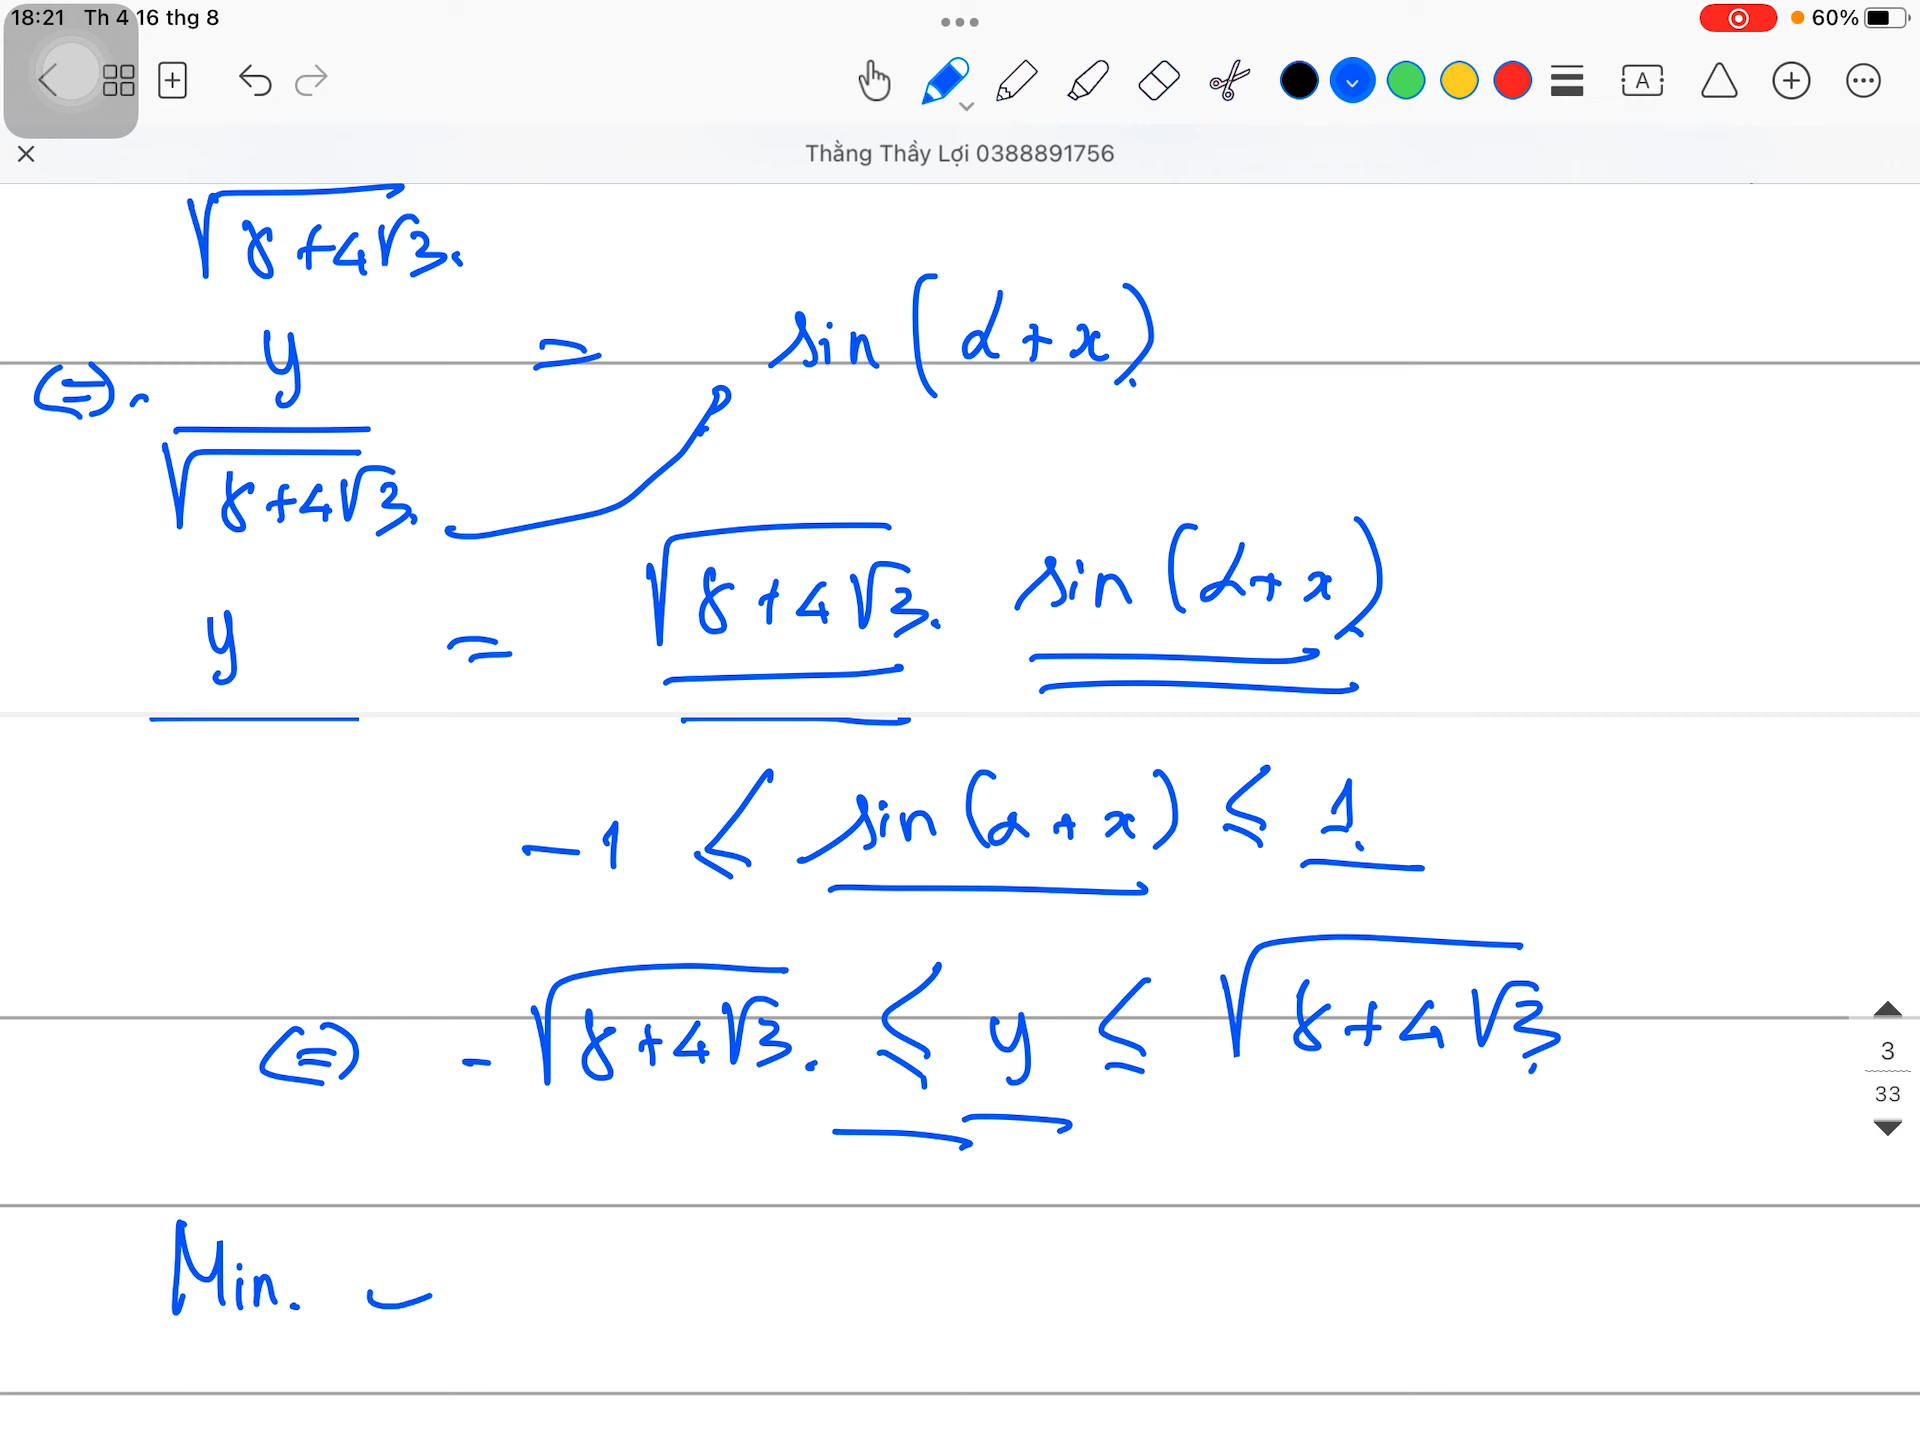 18:21 Th 4 16 thg 8
60%
A
Thằng Thầy Lợi 0388891756
√(8+4√3).
(=). y/√(8+4√3). = sin(α+x).
y = √(8+4√3). sin(α+x)
-1 ≤ sin(α+x) ≤ 1.
(=) -√(8+4√3). ≤ y ≤ √(8+4√3).
3
33
Min.